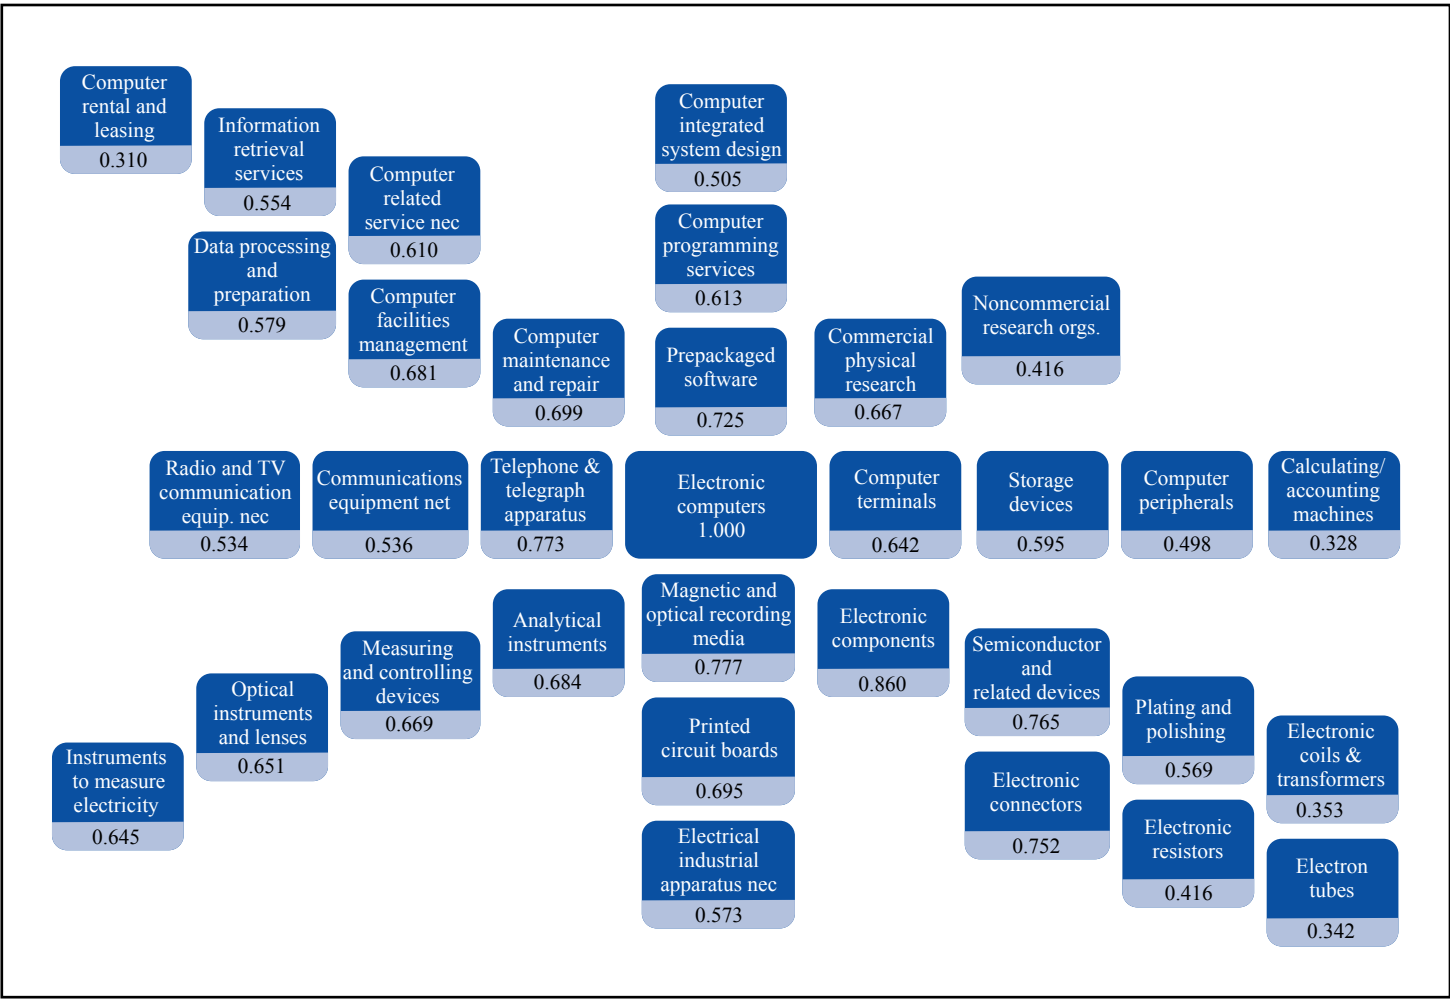 Computer
rental and
leasing
0.310
Information
retrieval
services
0.554
Computer
related
service nec
0.610
Data processing
and
preparation
0.579
Computer
facilities
management
0.681
Computer
maintenance
and repair
0.699
Computer
integrated
system design
0.505
Computer
programming
services
0.613
Prepackaged
software
0.725
Commercial
physical
research
0.667
Noncommercial
research orgs.
0.416
Radio and TV
communication
equip. nec
0.534
Communications
equipment net
0.536
Telephone &
telegraph
apparatus
0.773
Electronic
computers
1.000
Computer
terminals
0.642
Storage
devices
0.595
Computer
peripherals
0.498
Calculating/
accounting
machines
0.328
Instruments
to measure
electricity
0.645
Optical
instruments
and lenses
0.651
Measuring
and controlling
devices
0.669
Analytical
instruments
0.684
Magnetic and
optical recording
media
0.777
Printed
circuit boards
0.695
Electrical
industrial
apparatus nec
0.573
Electronic
components
0.860
Semiconductor
and
related devices
0.765
Electronic
connectors
0.752
Plating and
polishing
0.569
Electronic
resistors
0.416
Electronic
coils &
transformers
0.353
Electron
tubes
0.342